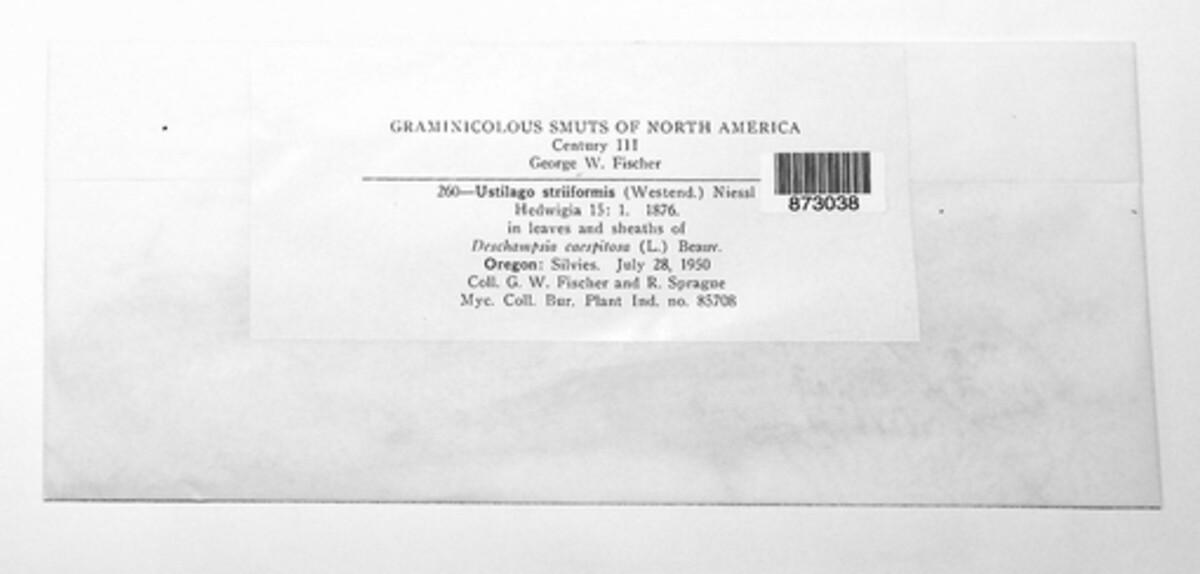 GRAMINICOLOUS SMUTS OF NORTH AMERICA
Century III
George W. Fischer
260—Ustilago striiformis (Westend.) Niessl
Hedwigia 15: 1. 1876.
in leaves and sheaths of
Deschampsia caespitosa (L.) Beauv.
Oregon: Silvies. July 28, 1950
Coll. G. W. Fischer and R. Sprague
Myc. Coll. Bur. Plant Ind. no. 85708
873038